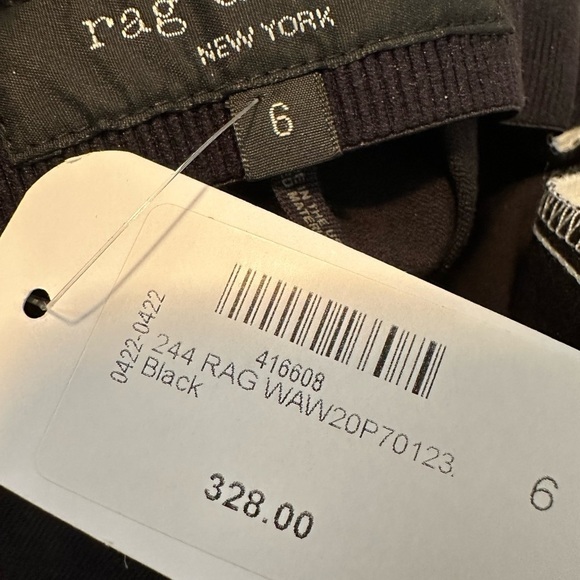 rag
NEW YORK
6
416608
0422-0422
244 RAG WAW20P70123.
Black
328.00
6